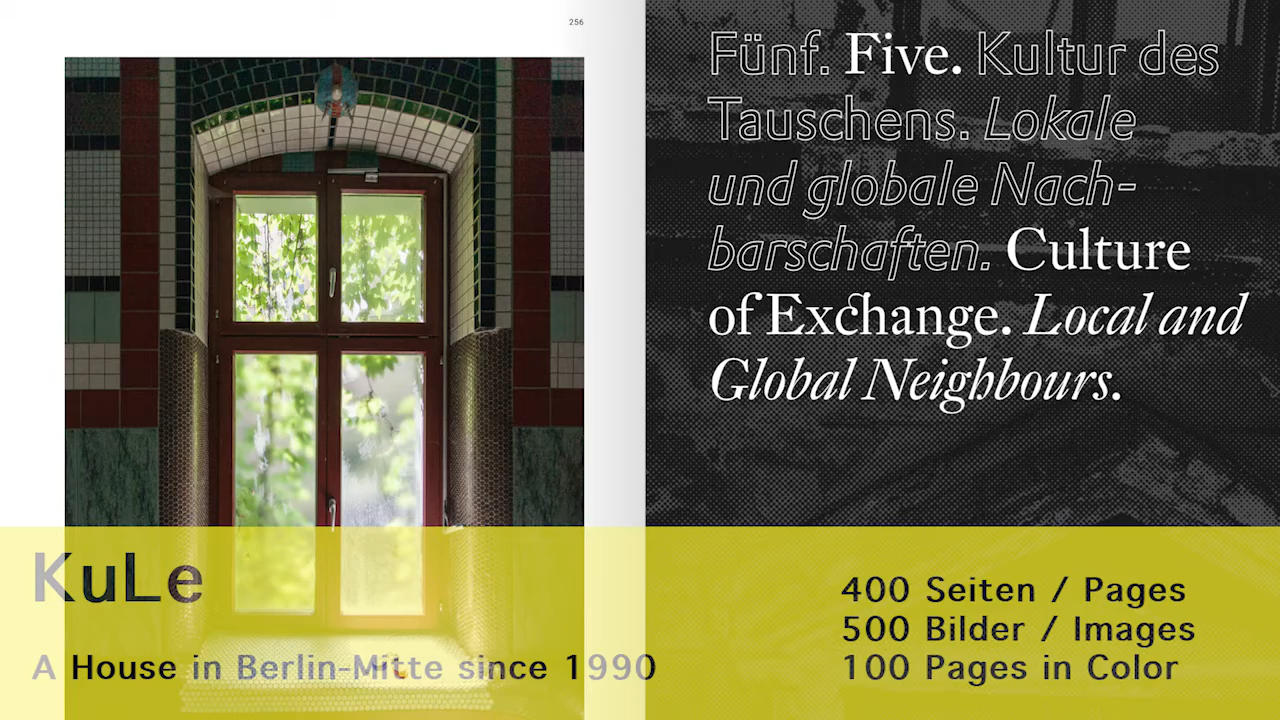 256
Fünf. Five. Kultur des
Tauschens. Lokale
und globale Nach-
barschaften. Culture
of Exchange. Local and
Global Neighbours.
KuLe
A House in Berlin-Mitte since 1990
400 Seiten / Pages
500 Bilder / Images
100 Pages in Color